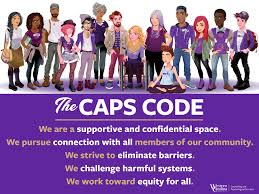 The CAPS CODE
We are a supportive and confidential space.
We pursue connection with all members of our community.
We strive to eliminate barriers.
We challenge harmful systems.
We work toward equity for all.